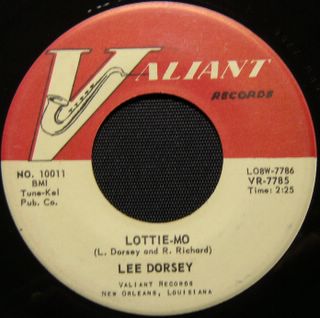 VALIANT
RECORDS
NO. 10011
BMI
Tune-Kel
Pub. Co.
LO8W-7786
VR-7785
Time: 2:25
LOTTIE-MO
(L. Dorsey and R. Richard)
LEE DORSEY
VALIANT RECORDS
NEW ORLEANS, LOUISIANA